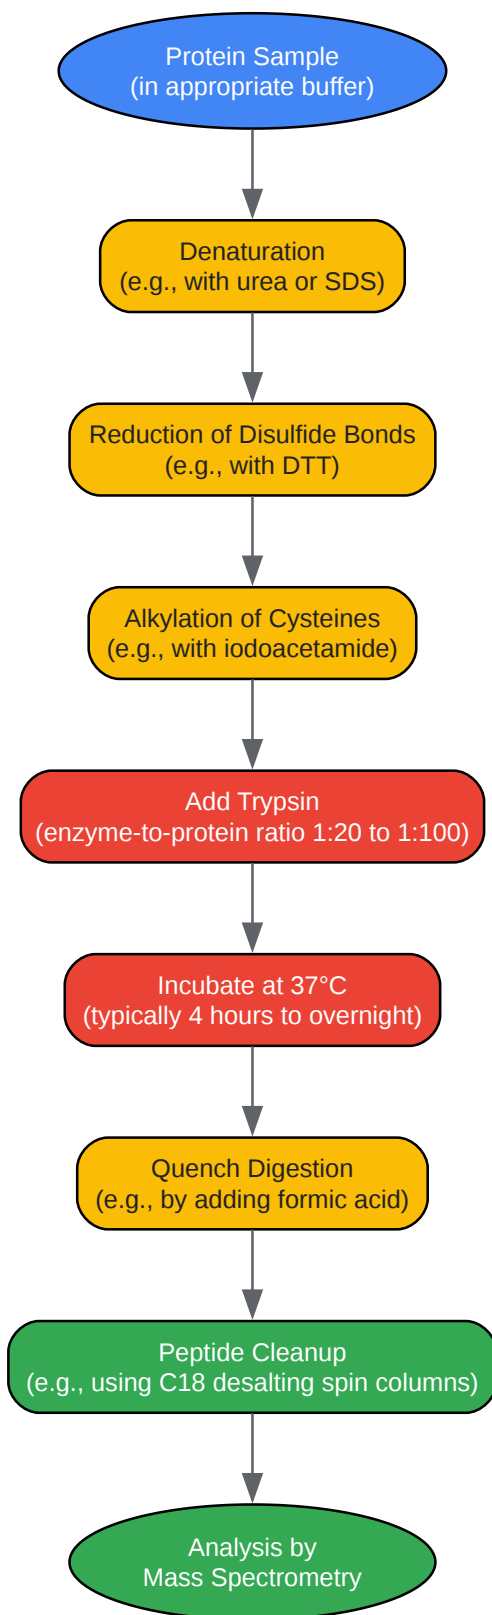 Protein Sample
(in appropriate buffer)
Denaturation
(e.g., with urea or SDS)
Reduction of Disulfide Bonds
(e.g., with DTT)
Alkylation of Cysteines
(e.g., with iodoacetamide)
Add Trypsin
(enzyme-to-protein ratio 1:20 to 1:100)
Incubate at 37°C
(typically 4 hours to overnight)
Quench Digestion
(e.g., by adding formic acid)
Peptide Cleanup
(e.g., using C18 desalting spin columns)
Analysis by
Mass Spectrometry